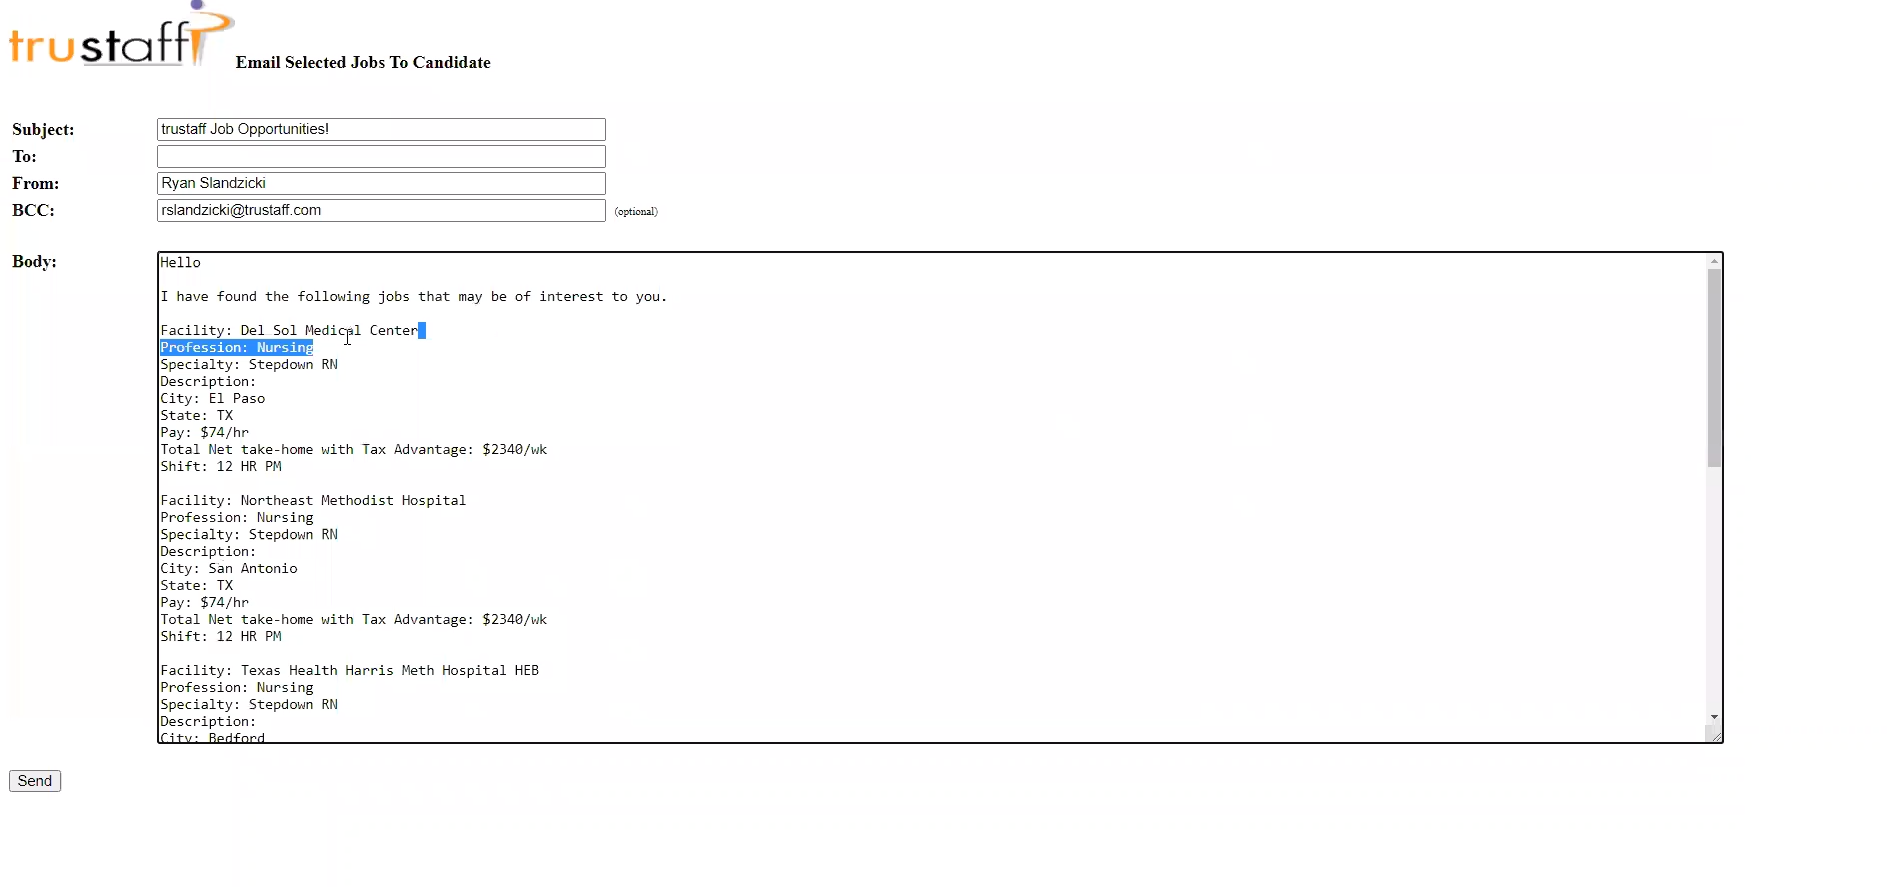 trustaff
Email Selected Jobs To Candidate
Subject: trustaff Job Opportunities!
To:
From: Ryan Slandzicki
BCC: rslandzicki@trustaff.com (optional)
Body:
Hello
I have found the following jobs that may be of interest to you.
Facility: Del Sol Medical Center
Profession: Nursing
Specialty: Stepdown RN
Description:
City: El Paso
State: TX
Pay: $74/hr
Total Net take-home with Tax Advantage: $2340/wk
Shift: 12 HR PM
Facility: Northeast Methodist Hospital
Profession: Nursing
Specialty: Stepdown RN
Description:
City: San Antonio
State: TX
Pay: $74/hr
Total Net take-home with Tax Advantage: $2340/wk
Shift: 12 HR PM
Facility: Texas Health Harris Meth Hospital HEB
Profession: Nursing
Specialty: Stepdown RN
Description:
City: Bedford
Send